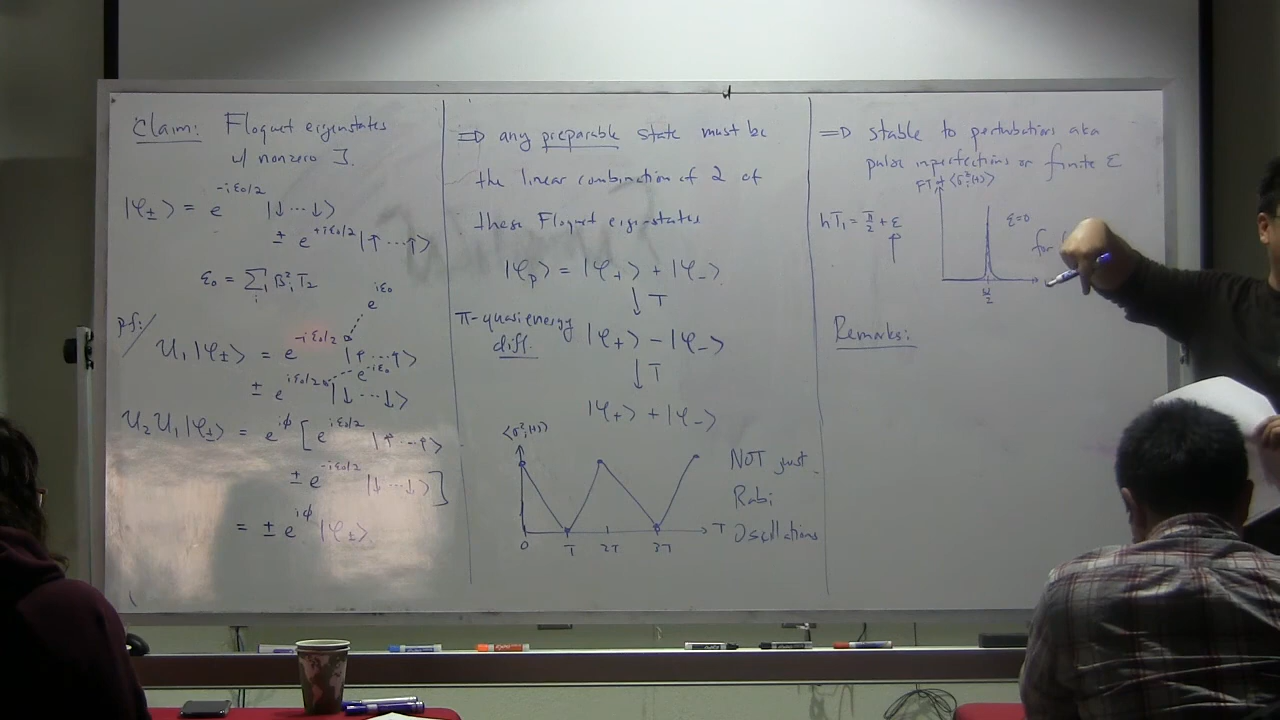 Claim: Floquet eigenstates
w/ nonzero J.
|φ±⟩ = e^{-iε₀/2} |↓···↓⟩
± e^{+iε₀/2} |↑···↑⟩
ε₀ = Σᵢ Bᵢᶻ T₂
pf:/
e^{iε₀}
U₁|φ±⟩ = e^{-iε₀/2} |↑···↑⟩
± e^{iε₀/2} |↓···↓⟩
e^{-iε₀}
U₂U₁|φ±⟩ = e^{iϕ} [ e^{iε₀/2} |↑···↑⟩
± e^{-iε₀/2} |↓···↓⟩ ]
= ± e^{iϕ} |φ±⟩
⇒ any preparable state must be
the linear combination of 2 of
these Floquet eigenstates
|φₚ⟩ = |φ₊⟩ + |φ₋⟩
↓ T
π-quasienergy
diff.
|φ₊⟩ − |φ₋⟩
↓ T
|φ₊⟩ + |φ₋⟩
⟨σᵢᶻ(t)⟩
0 T 2T 3T
T
NOT just
Rabi
Oscillations
⇒ stable to perturbations aka
pulse inperfections or finite ε
FT of ⟨σᵢᶻ(t)⟩
hT₁ = π/2 + ε
ε=0
for
ω/2
Remarks: